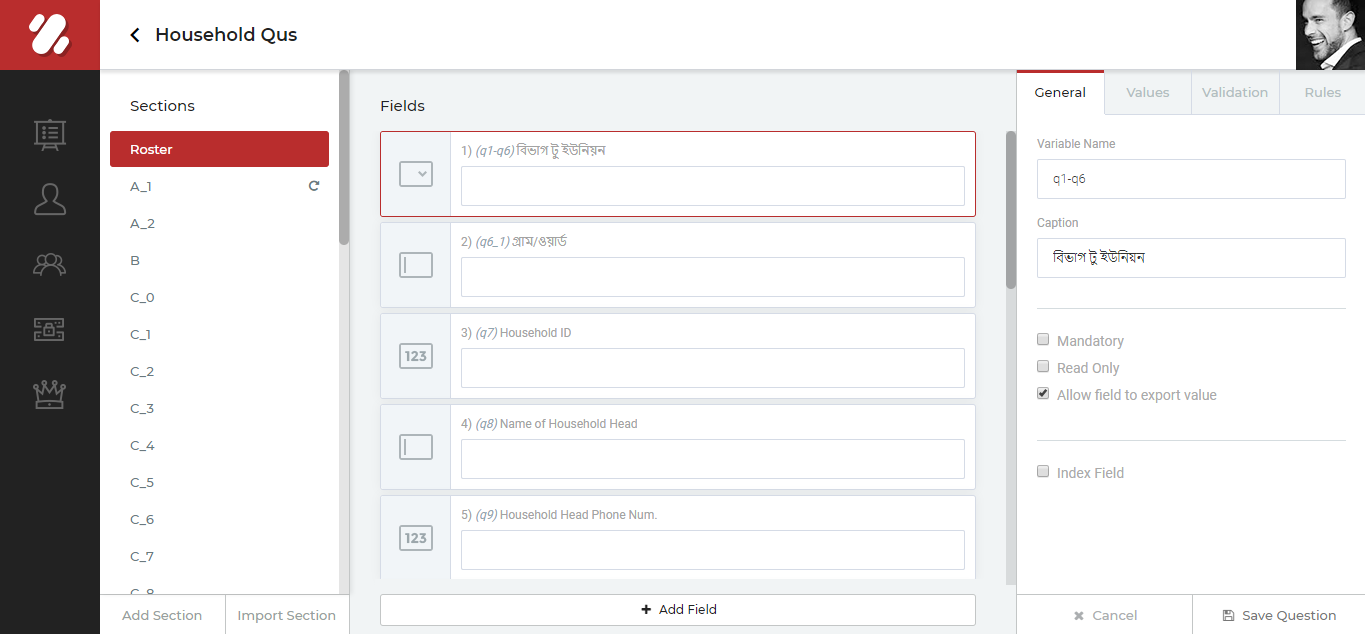 Household Qus
Sections
Roster
A_1
A_2
B
C_0
C_1
C_2
C_3
C_4
C_5
C_6
C_7
Add Section
Import Section
Fields
1) (q1-q6) বিভাগ টু ইউনিয়ন
2) (q6_1) গ্রাম/ওয়ার্ড
123
3) (q7) Household ID
4) (q8) Name of Household Head
123
5) (q9) Household Head Phone Num.
Add Field
General
Values
Validation
Rules
Variable Name
q1-q6
Caption
বিভাগ টু ইউনিয়ন
Mandatory
Read Only
Allow field to export value
Index Field
Cancel
Save Question